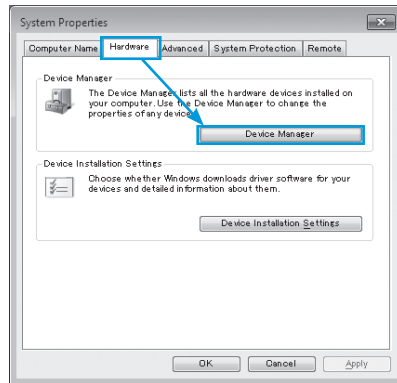 System Properties
Computer Name Hardware Advanced System Protection Remote
Device Manager
The Device Manager lists all the hardware devices installed on
your computer. Use the Device Manager to change the
properties of any device.
Device Manager
Device Installation Settings
Choose whether Windows downloads driver software for your
devices and detailed information about them.
Device Installation Settings
OK Cancel Apply